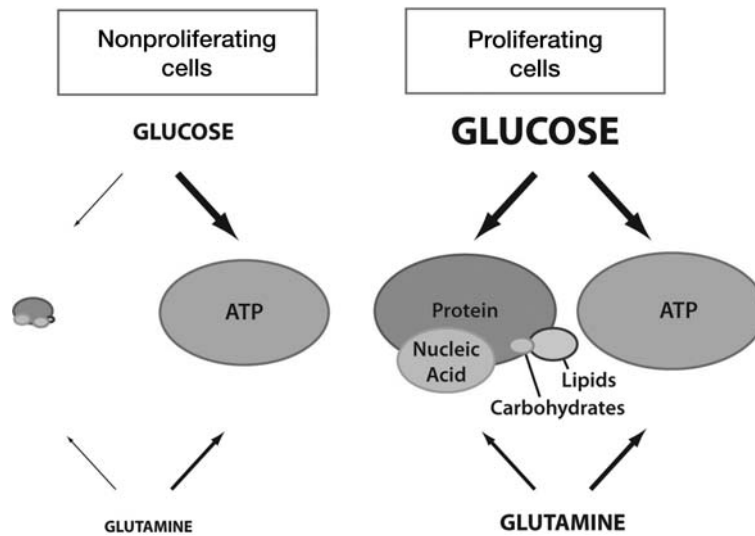 Nonproliferating
cells
GLUCOSE
ATP
GLUTAMINE
Proliferating
cells
GLUCOSE
Protein
Nucleic
Acid
ATP
Lipids
Carbohydrates
GLUTAMINE